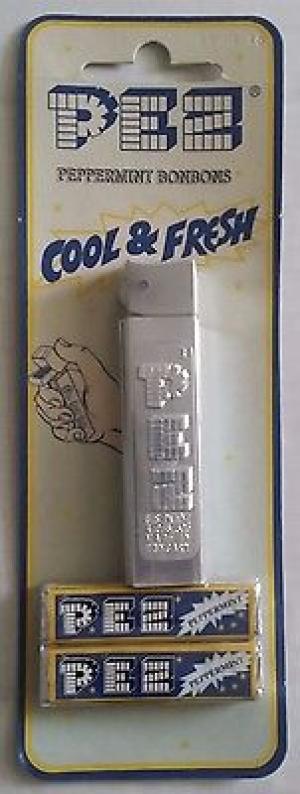 PEZ®
PEPPERMINT BONBONS
COOL & FRESH
PEZ
PEZ PEPPERMINT
PEZ PEPPERMINT